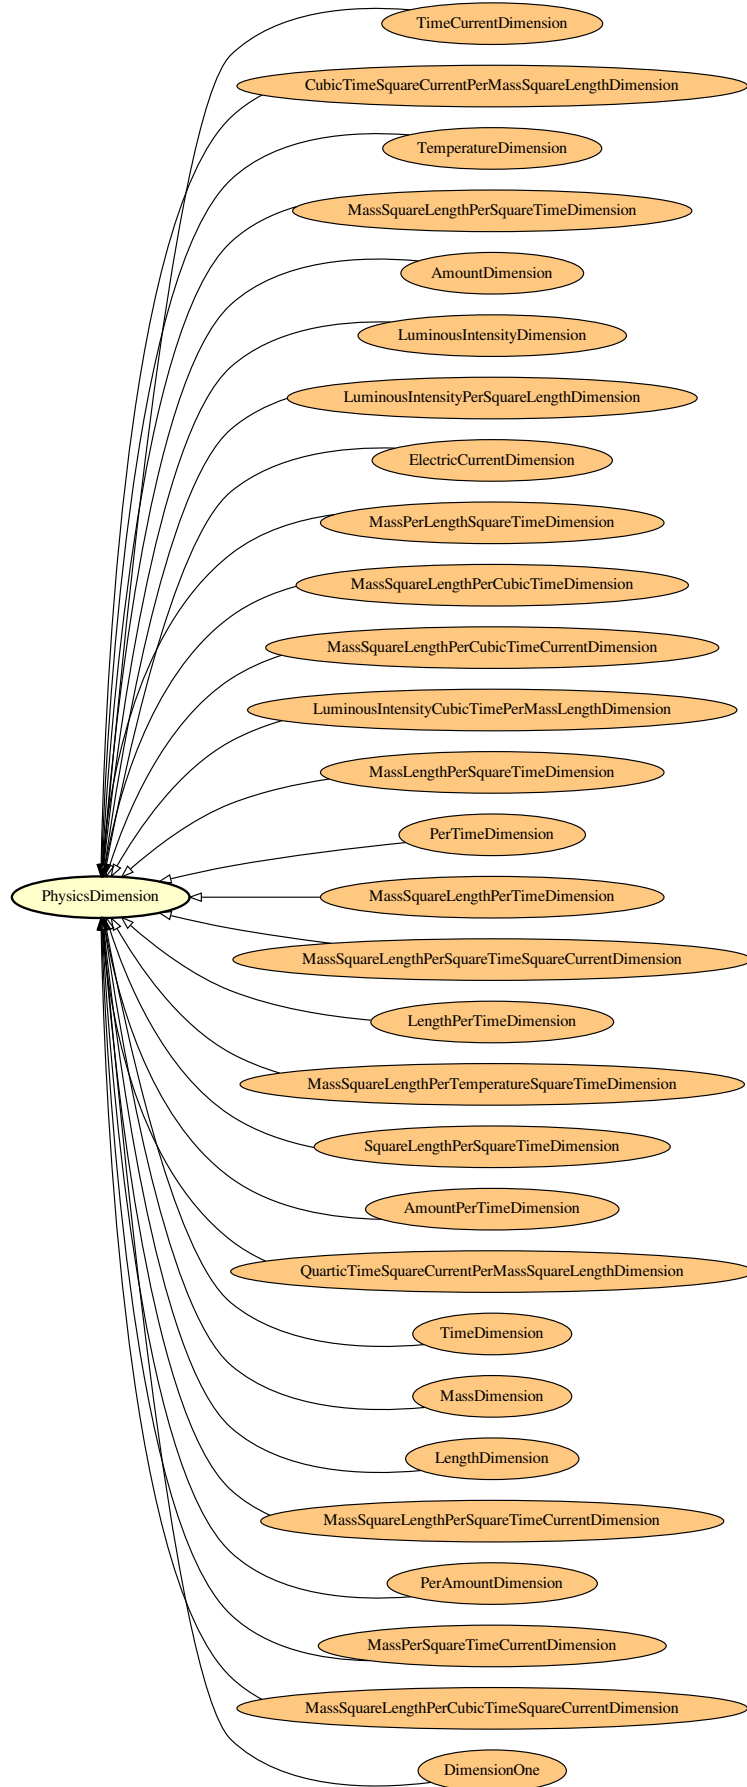 TimeCurrentDimension
CubicTimeSquareCurrentPerMassSquareLengthDimension
TemperatureDimension
MassSquareLengthPerSquareTimeDimension
AmountDimension
LuminousIntensityDimension
LuminousIntensityPerSquareLengthDimension
ElectricCurrentDimension
MassPerLengthSquareTimeDimension
MassSquareLengthPerCubicTimeDimension
MassSquareLengthPerCubicTimeCurrentDimension
LuminousIntensityCubicTimePerMassLengthDimension
MassLengthPerSquareTimeDimension
PerTimeDimension
PhysicsDimension
MassSquareLengthPerTimeDimension
MassSquareLengthPerSquareTimeSquareCurrentDimension
LengthPerTimeDimension
MassSquareLengthPerTemperatureSquareTimeDimension
SquareLengthPerSquareTimeDimension
AmountPerTimeDimension
QuarticTimeSquareCurrentPerMassSquareLengthDimension
TimeDimension
MassDimension
LengthDimension
MassSquareLengthPerSquareTimeCurrentDimension
PerAmountDimension
MassPerSquareTimeCurrentDimension
MassSquareLengthPerCubicTimeSquareCurrentDimension
DimensionOne